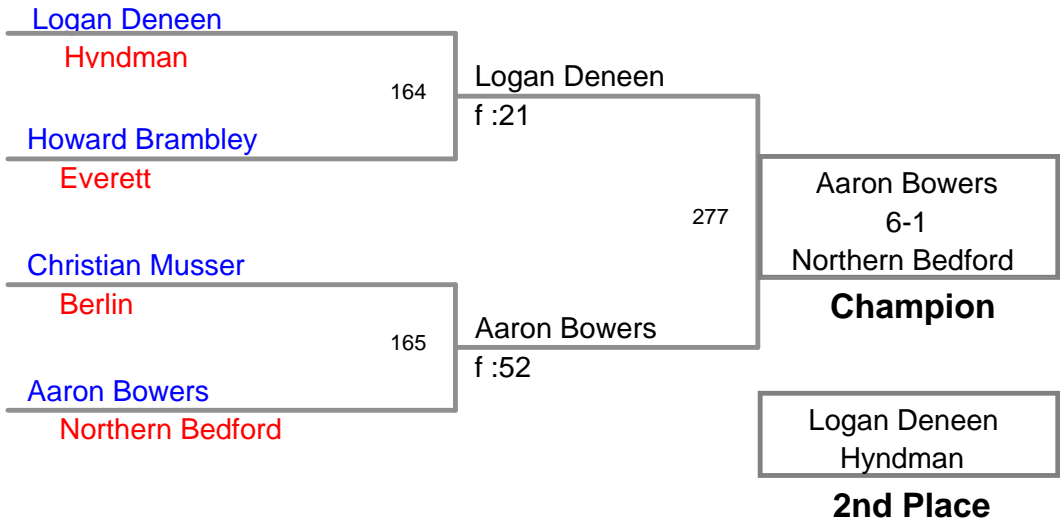 Logan Deneen
Hyndman
164
Logan Deneen
f :21
Howard Brambley
Everett
277
Aaron Bowers
6-1
Northern Bedford
Champion
Christian Musser
Berlin
165
Aaron Bowers
f :52
Aaron Bowers
Northern Bedford
Logan Deneen
Hyndman
2nd Place